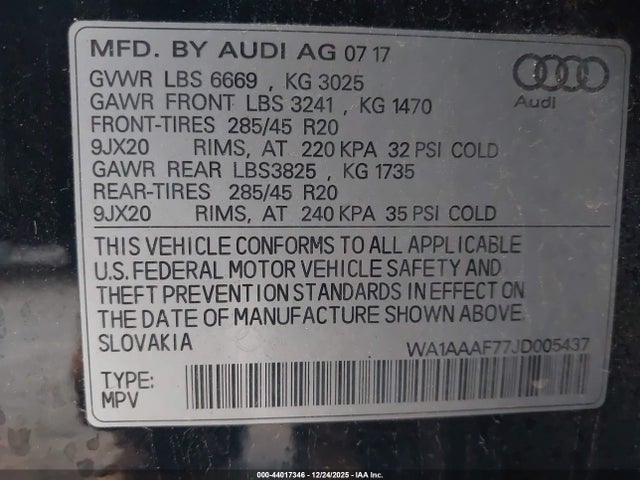 MFD. BY AUDI AG 07 17
GVWR LBS 6669 , KG 3025
GAWR FRONT LBS 3241 , KG 1470
FRONT-TIRES 285/45 R20
9JX20 RIMS, AT 220 KPA 32 PSI COLD
GAWR REAR LBS3825 , KG 1735
REAR-TIRES 285/45 R20
9JX20 RIMS, AT 240 KPA 35 PSI COLD
Audi
THIS VEHICLE CONFORMS TO ALL APPLICABLE
U.S. FEDERAL MOTOR VEHICLE SAFETY AND
THEFT PREVENTION STANDARDS IN EFFECT ON
THE DATE OF MANUFACTURE SHOWN ABOVE.
SLOVAKIA WA1AAAF77JD005437
TYPE:
MPV
000-44017346 - 12/24/2025 - IAA Inc.